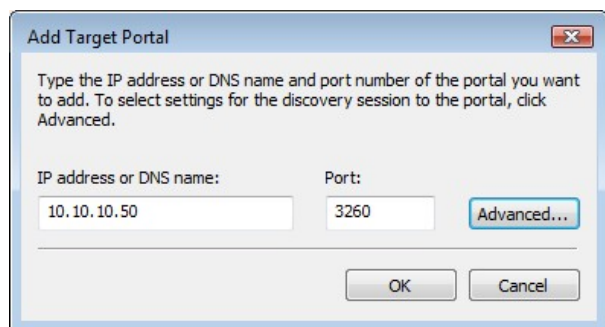 Add Target Portal
Type the IP address or DNS name and port number of the portal you want
to add. To select settings for the discovery session to the portal, click
Advanced.
IP address or DNS name: Port:
10.10.10.50 3260 Advanced...
OK Cancel